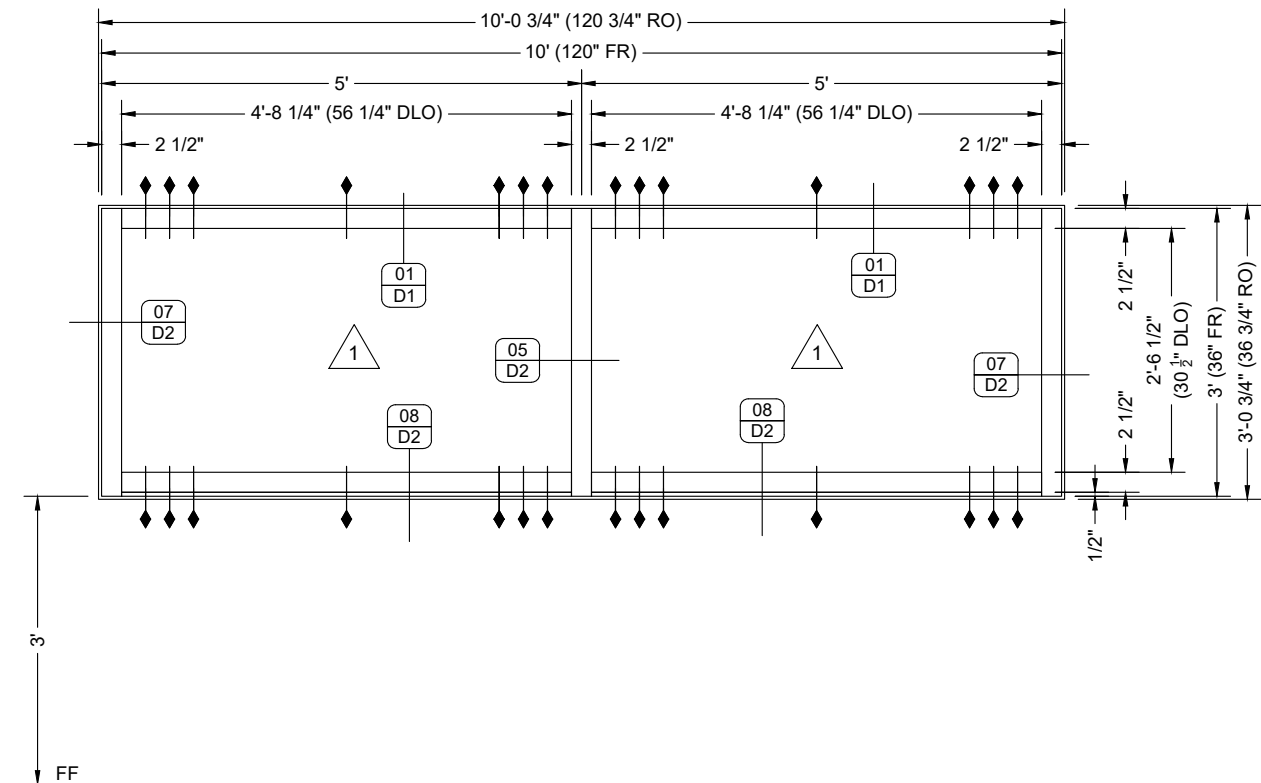 10'-0 3/4" (120 3/4" RO)
10' (120" FR)
5'
5'
4'-8 1/4" (56 1/4" DLO)
4'-8 1/4" (56 1/4" DLO)
2 1/2"
2 1/2"
2 1/2"
01
D1
01
D1
07
D2
05
D2
07
D2
1
1
08
D2
08
D2
2 1/2"
2 1/2"
2'-6 1/2"
(30 ½" DLO)
3' (36" FR)
3'-0 3/4" (36 3/4" RO)
1/2"
3'
FF